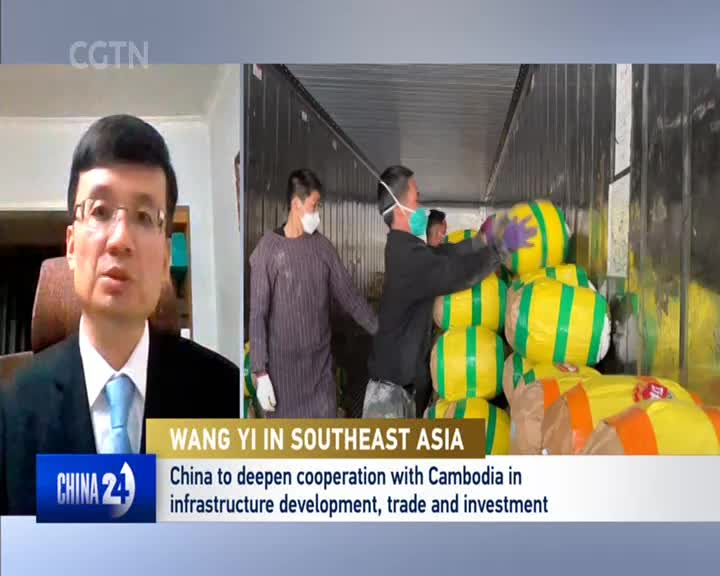 CGTN
WANG YI IN SOUTHEAST ASIA
CHINA 24
China to deepen cooperation with Cambodia in
infrastructure development, trade and investment